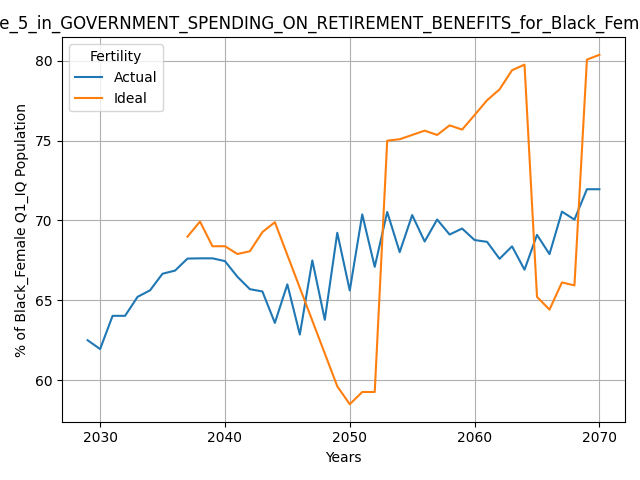 e_5_in_GOVERNMENT_SPENDING_ON_RETIREMENT_BENEFITS_for_Black_Fem
Fertility
Actual
Ideal
% of Black_Female Q1_IQ Population
80
75
70
65
60
2030 2040 2050 2060 2070
Years